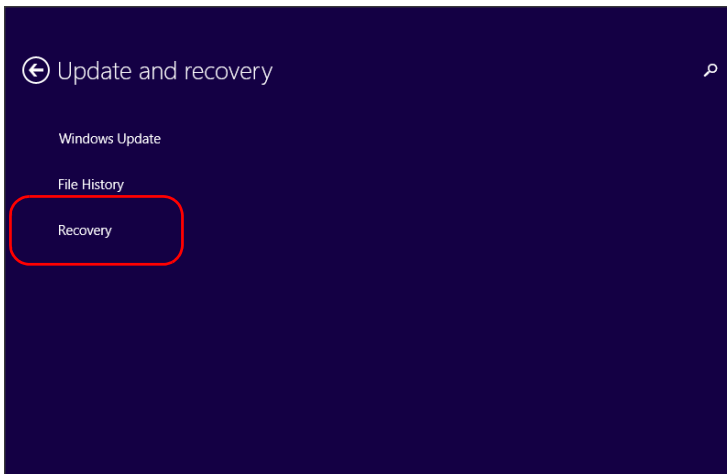 Update and recovery
Windows Update
File History
Recovery